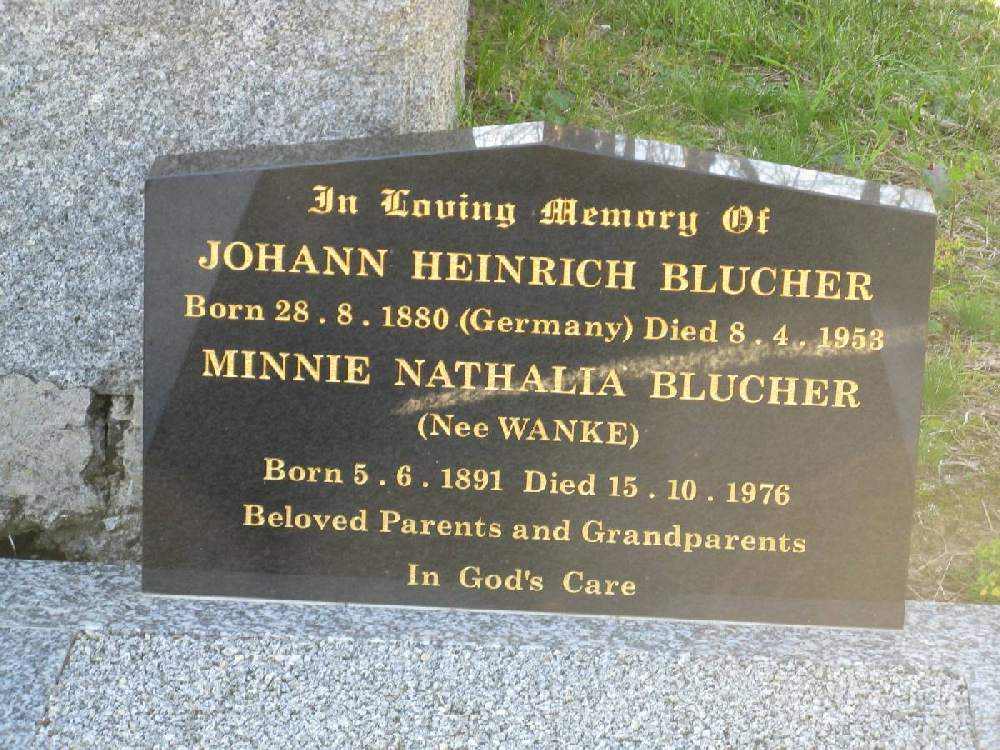 In Loving Memory Of
JOHANN HEINRICH BLUCHER
Born 28.8.1880 (Germany) Died 8.4.1953
MINNIE NATHALIA BLUCHER
(Nee WANKE)
Born 5.6.1891 Died 15.10.1976
Beloved Parents and Grandparents
In God's Care